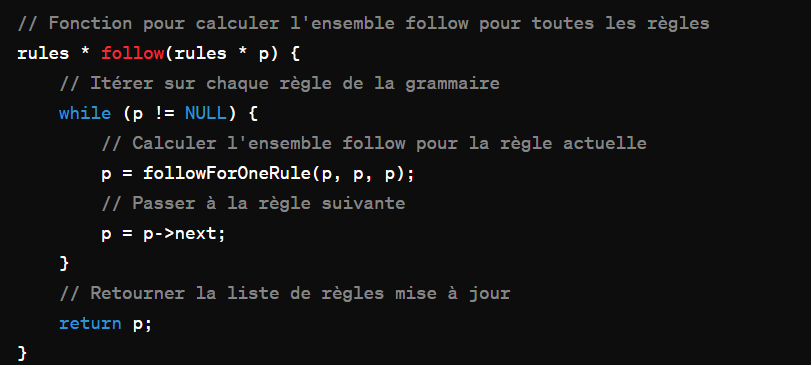 // Fonction pour calculer l'ensemble follow pour toutes les règles
rules * follow(rules * p) {
    // Itérer sur chaque règle de la grammaire
    while (p != NULL) {
        // Calculer l'ensemble follow pour la règle actuelle
        p = followForOneRule(p, p, p);
        // Passer à la règle suivante
        p = p->next;
    }
    // Retourner la liste de règles mise à jour
    return p;
}